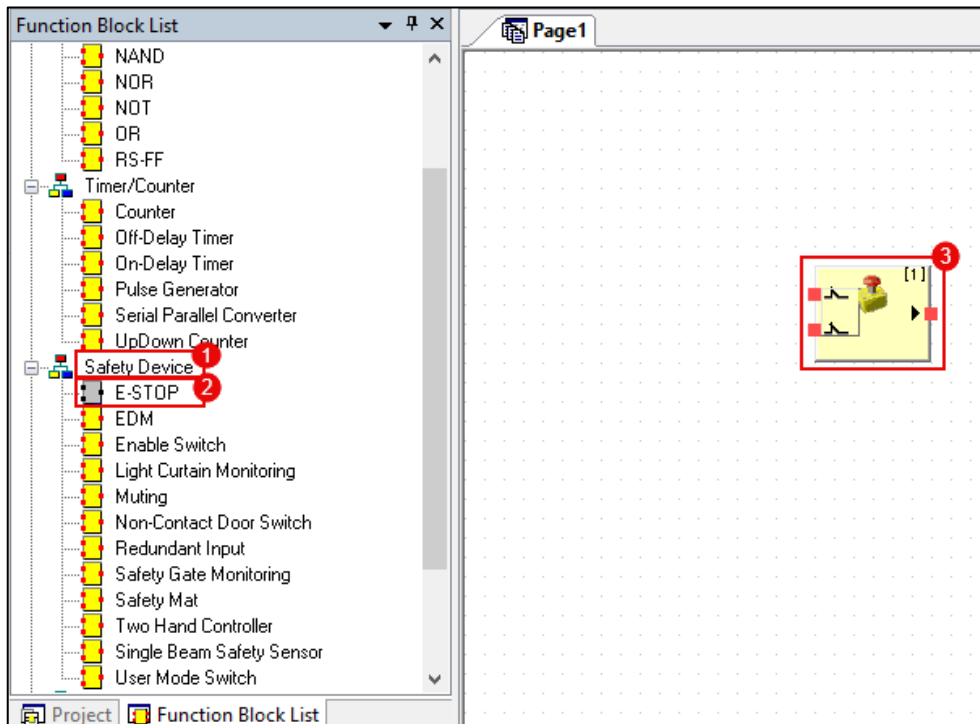 Function Block List
NAND
NOR
NOT
OR
RS-FF
Timer/Counter
Counter
Off-Delay Timer
On-Delay Timer
Pulse Generator
Serial Parallel Converter
UpDown Counter
Safety Device 1
E-STOP 2
EDM
Enable Switch
Light Curtain Monitoring
Muting
Non-Contact Door Switch
Redundant Input
Safety Gate Monitoring
Safety Mat
Two Hand Controller
Single Beam Safety Sensor
User Mode Switch
Project Function Block List
Page1
3
[1]